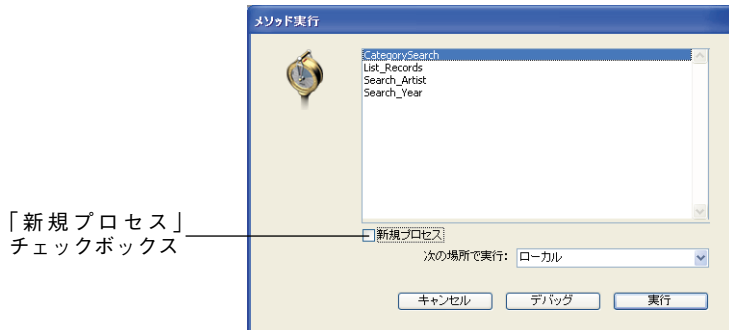 メソッド実行
CategorySearch
List_Records
Search_Artist
Search_Year
「新規プロセス」
チェックボックス
新規プロセス
次の場所で実行: ローカル
キャンセル デバッグ 実行